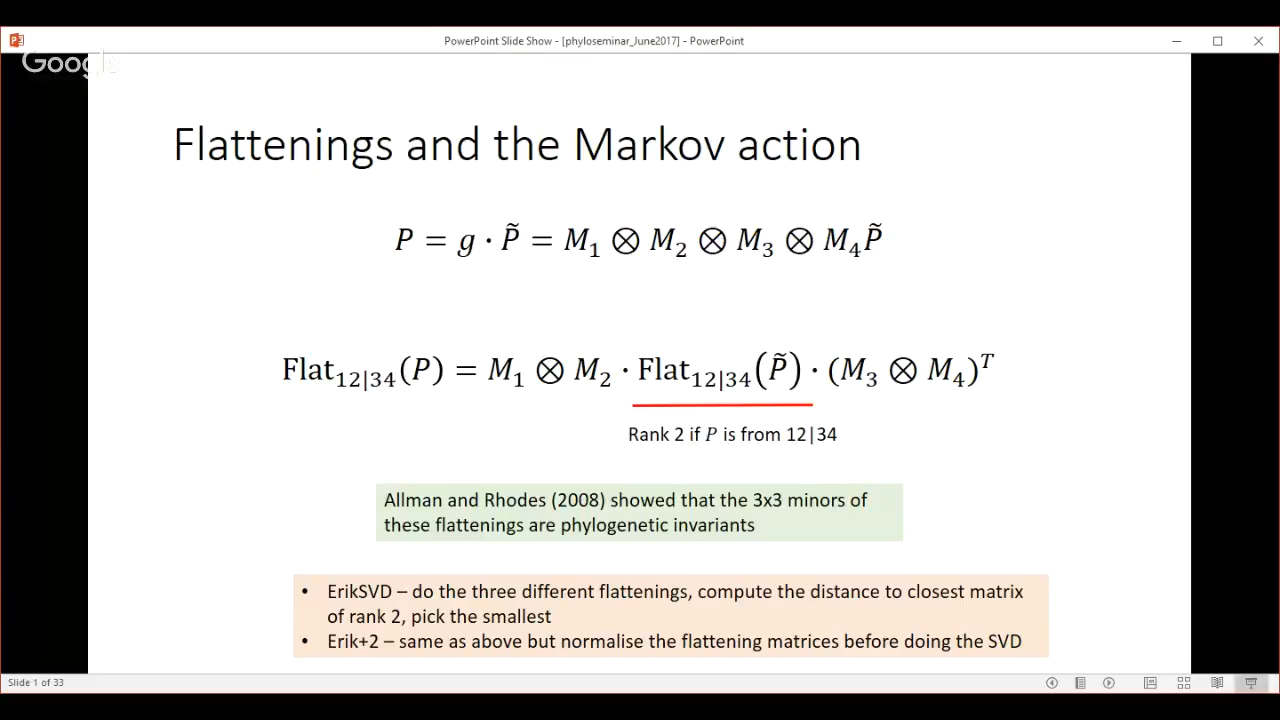 PowerPoint Slide Show - [phyloseminar_June2017] - PowerPoint
Google
Flattenings and the Markov action
P = g · P̃ = M₁ ⊗ M₂ ⊗ M₃ ⊗ M₄P̃
Flat₁₂|₃₄(P) = M₁ ⊗ M₂ · Flat₁₂|₃₄(P̃) · (M₃ ⊗ M₄)ᵀ
Rank 2 if P is from 12|34
Allman and Rhodes (2008) showed that the 3x3 minors of
these flattenings are phylogenetic invariants
• ErikSVD – do the three different flattenings, compute the distance to closest matrix
of rank 2, pick the smallest
• Erik+2 – same as above but normalise the flattening matrices before doing the SVD
Slide 1 of 33